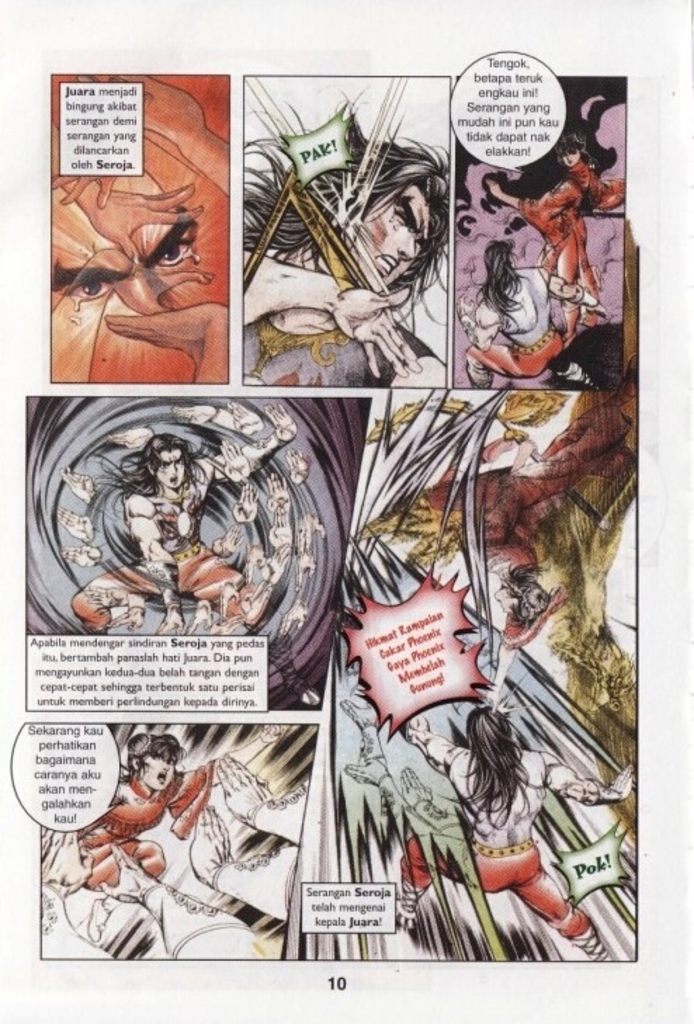 Juara menjadi
bingung akibat
serangan demi
serangan yang
dilancarkan
oleh Seroja.
PAK!
Tengok,
betapa teruk
engkau ini!
Serangan yang
mudah ini pun kau
tidak dapat nak
elakkan!
Apabila mendengar sindiran Seroja yang pedas
itu, bertambah panaslah hati Juara. Dia pun
mengayunkan kedua-dua belah tangan dengan
cepat-cepat sehingga terbentuk satu perisai
untuk memberi perlindungan kepada dirinya.
Hikmat Rampaian
Cakar Phoenix
Gaya Phoenix
Membelah
Gunung!
Sekarang kau
perhatikan
bagaimana
caranya aku
akan men-
galahkan
kau!
Serangan Seroja
telah mengenai
kepala Juara!
Pok!
10